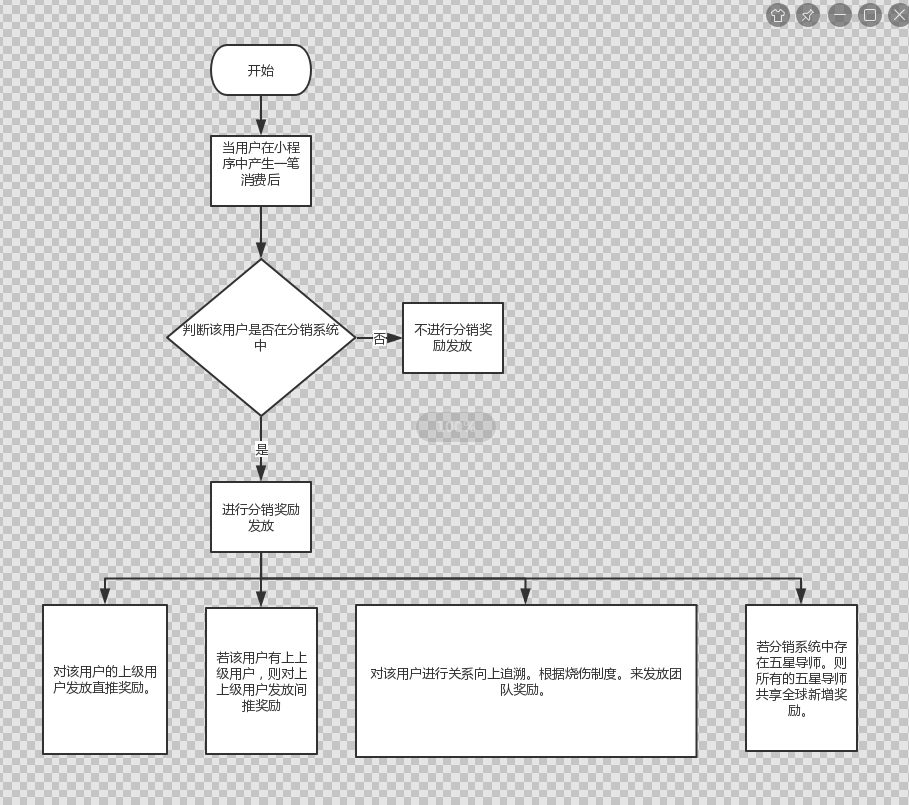 开始
当用户在小程
序中产生一笔
消费后
判断该用户是否在分销系统
中
否
不进行分销奖
励发放
100%
是
进行分销奖励
发放
对该用户的上级用
户发放直推奖励。
若该用户有上上
级用户，则对上
上级用户发放间
推奖励
对该用户进行关系向上追溯。根据烧伤制度。来发放团
队奖励。
若分销系统中存
在五星导师。则
所有的五星导师
共享全球新增奖
励。